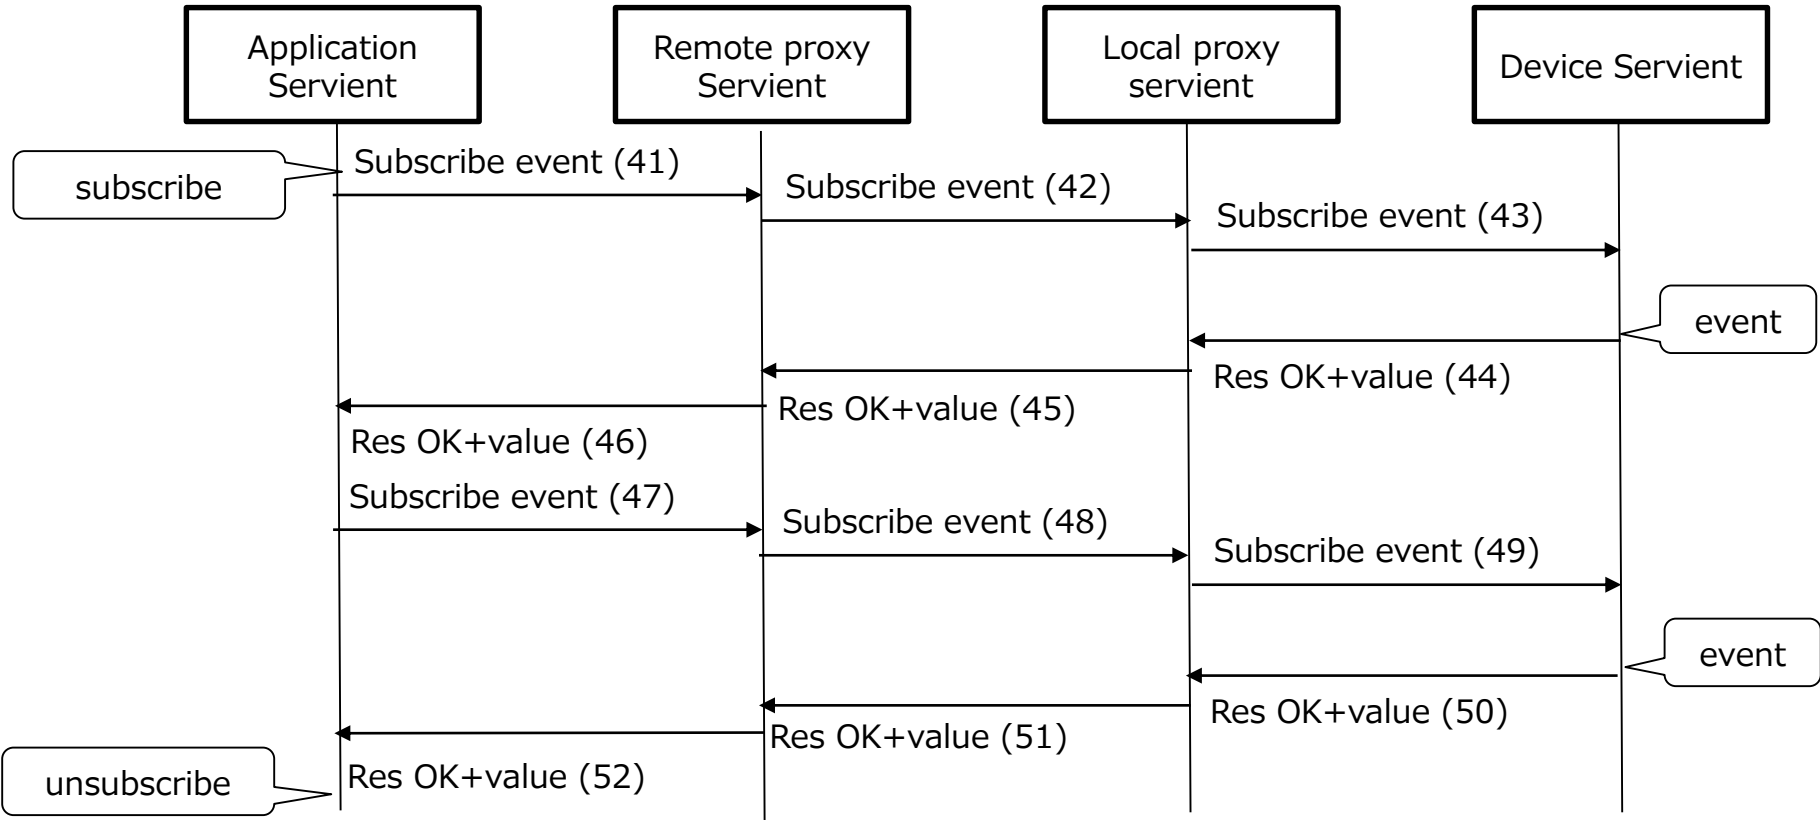 Application
Servient
Remote proxy
Servient
Local proxy
servient
Device Servient
subscribe
Subscribe event (41)
Subscribe event (42)
Subscribe event (43)
event
Res OK+value (44)
Res OK+value (45)
Res OK+value (46)
Subscribe event (47)
Subscribe event (48)
Subscribe event (49)
event
Res OK+value (50)
Res OK+value (51)
Res OK+value (52)
unsubscribe